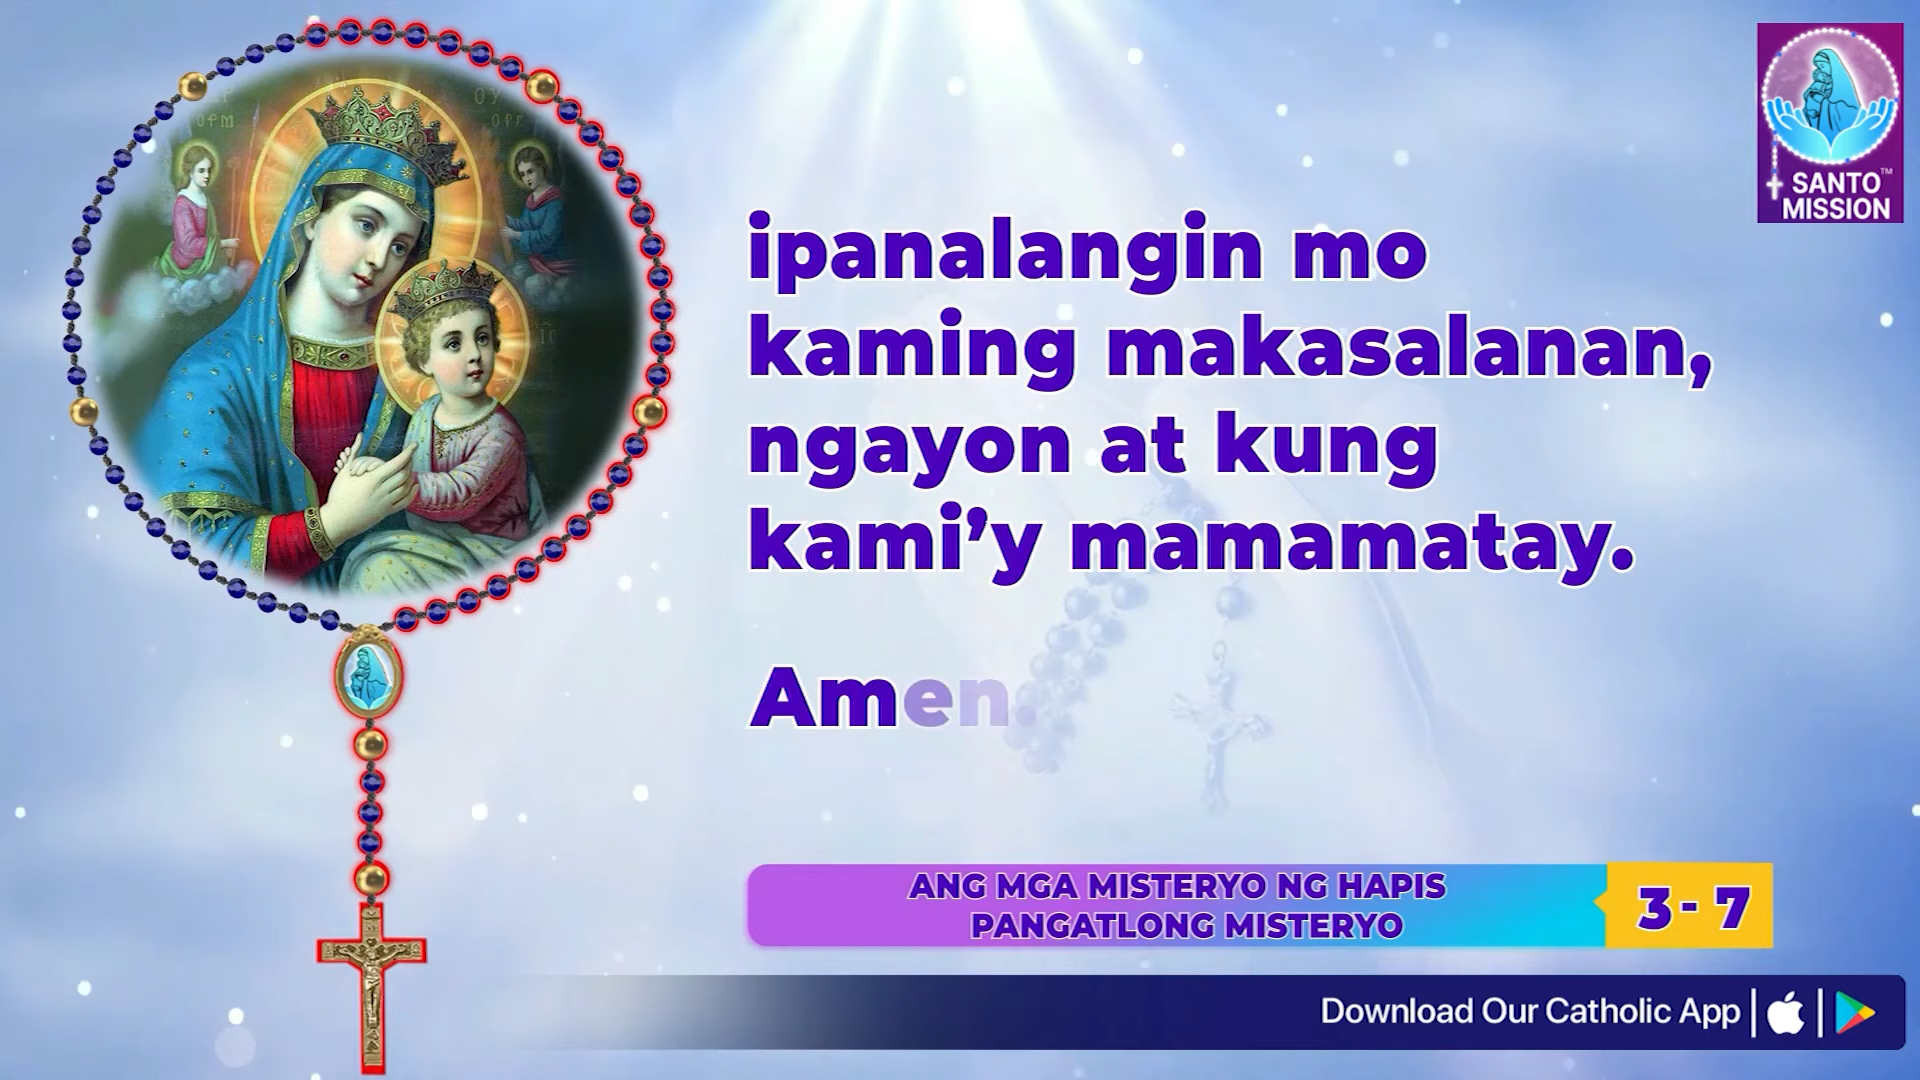 SANTO™
MISSION
ipanalangin mo
kaming makasalanan,
ngayon at kung
kami’y mamamatay.
Amen.
ANG MGA MISTERYO NG HAPIS
PANGATLONG MISTERYO
3- 7
Download Our Catholic App